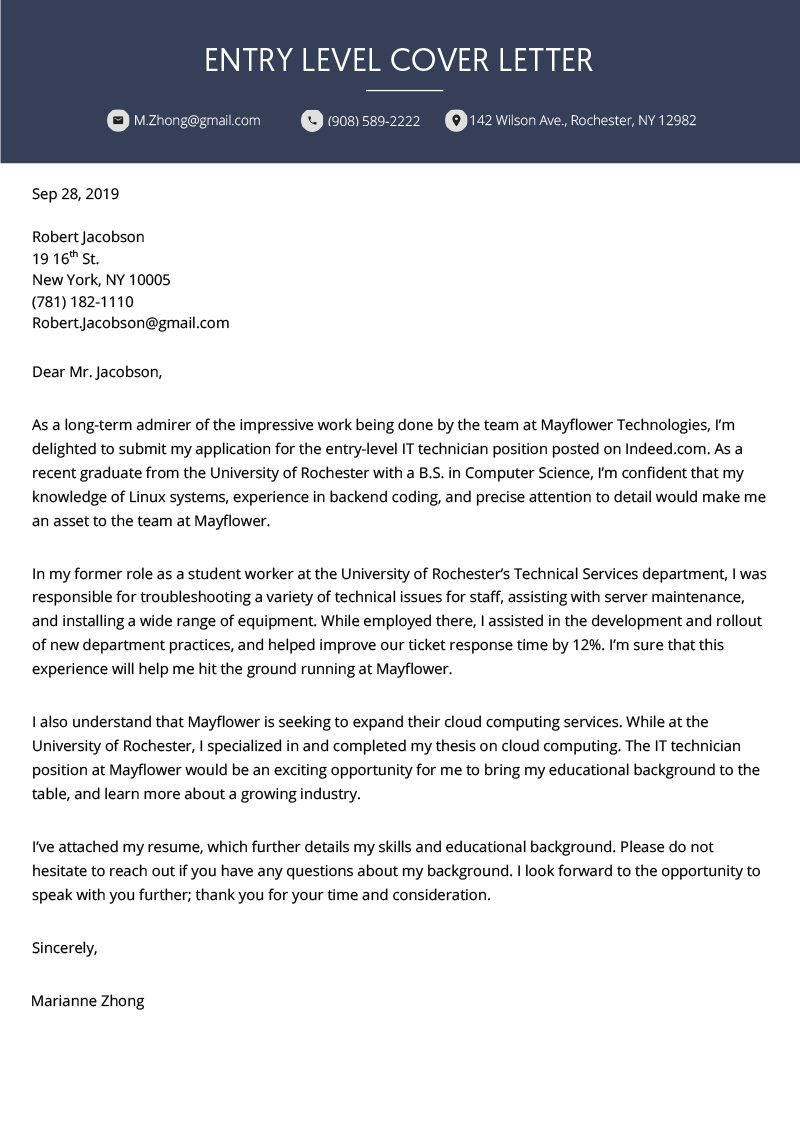 ENTRY LEVEL COVER LETTER
M.Zhong@gmail.com (908) 589-2222 142 Wilson Ave., Rochester, NY 12982
Sep 28, 2019
Robert Jacobson
19 16th St.
New York, NY 10005
(781) 182-1110
Robert.Jacobson@gmail.com
Dear Mr. Jacobson,
As a long-term admirer of the impressive work being done by the team at Mayflower Technologies, I’m
delighted to submit my application for the entry-level IT technician position posted on Indeed.com. As a
recent graduate from the University of Rochester with a B.S. in Computer Science, I’m confident that my
knowledge of Linux systems, experience in backend coding, and precise attention to detail would make me
an asset to the team at Mayflower.
In my former role as a student worker at the University of Rochester’s Technical Services department, I was
responsible for troubleshooting a variety of technical issues for staff, assisting with server maintenance,
and installing a wide range of equipment. While employed there, I assisted in the development and rollout
of new department practices, and helped improve our ticket response time by 12%. I’m sure that this
experience will help me hit the ground running at Mayflower.
I also understand that Mayflower is seeking to expand their cloud computing services. While at the
University of Rochester, I specialized in and completed my thesis on cloud computing. The IT technician
position at Mayflower would be an exciting opportunity for me to bring my educational background to the
table, and learn more about a growing industry.
I’ve attached my resume, which further details my skills and educational background. Please do not
hesitate to reach out if you have any questions about my background. I look forward to the opportunity to
speak with you further; thank you for your time and consideration.
Sincerely,
Marianne Zhong